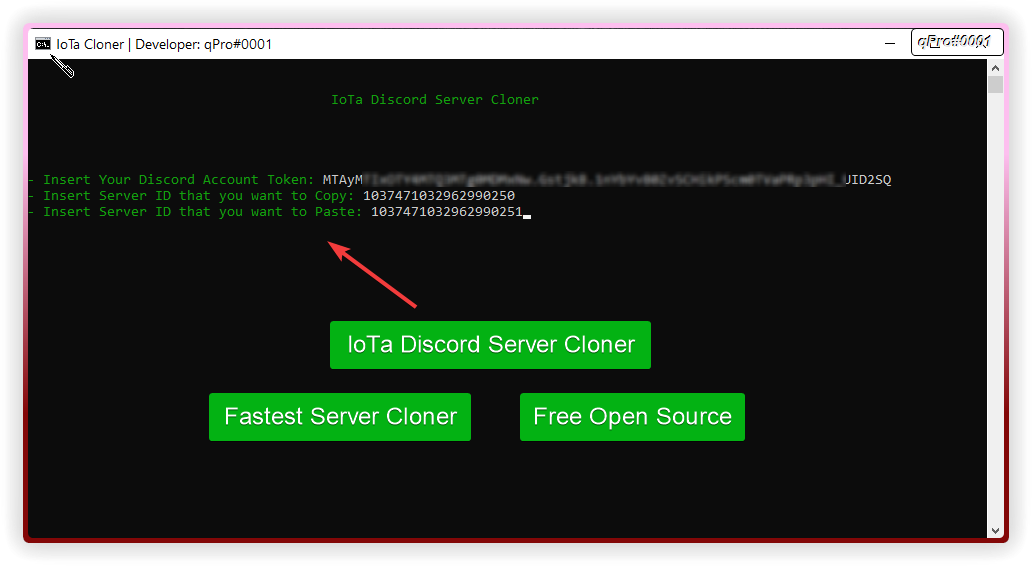 IoTa Cloner | Developer: qPro#0001
qPro#0001
IoTa Discord Server Cloner
- Insert Your Discord Account Token: MTAyM UID2SQ
- Insert Server ID that you want to Copy: 1037471032962990250
- Insert Server ID that you want to Paste: 1037471032962990251
IoTa Discord Server Cloner
Fastest Server Cloner
Free Open Source